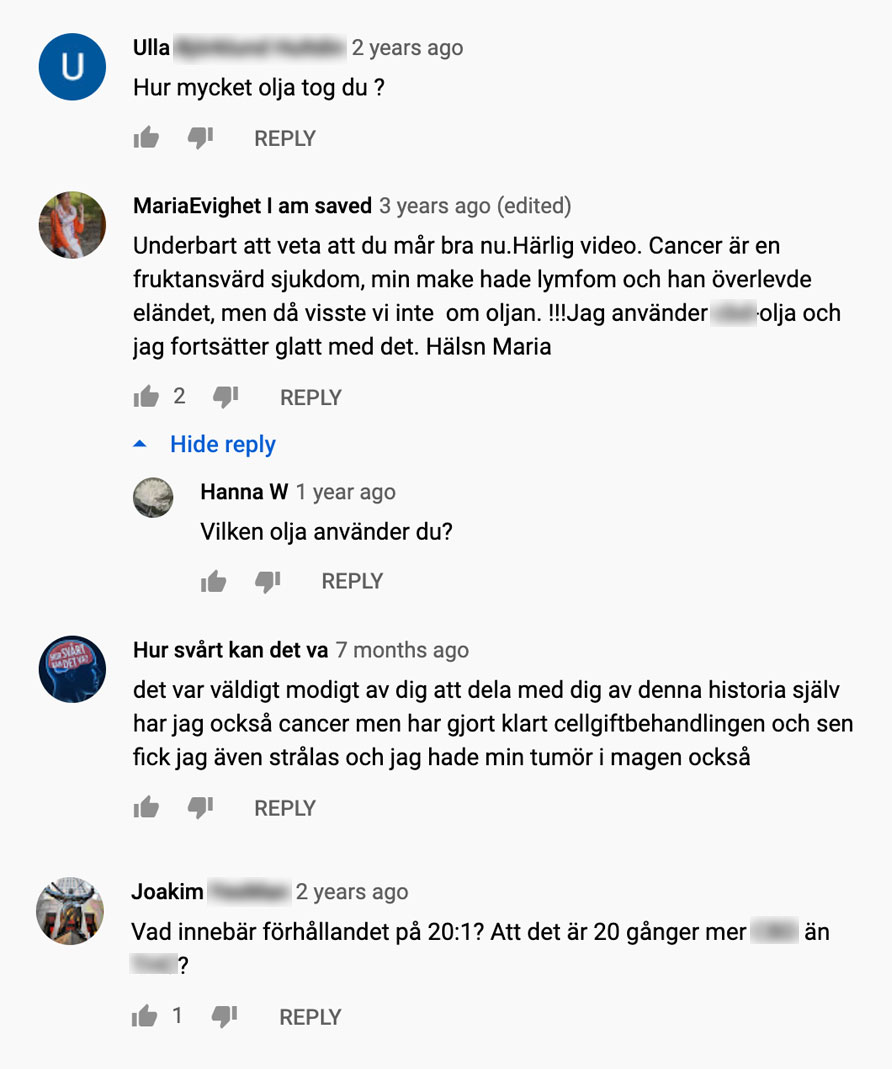 U
Ulla 2 years ago
Hur mycket olja tog du ?
REPLY
MariaEvighet I am saved 3 years ago (edited)
Underbart att veta att du mår bra nu.Härlig video. Cancer är en
fruktansvärd sjukdom, min make hade lymfom och han överlevde
eländet, men då visste vi inte om oljan. !!!Jag använder -olja och
jag fortsätter glatt med det. Hälsn Maria
2 REPLY
Hide reply
Hanna W 1 year ago
Vilken olja använder du?
REPLY
HUR SVÅRT
KAN DET VA?
Hur svårt kan det va 7 months ago
det var väldigt modigt av dig att dela med dig av denna historia själv
har jag också cancer men har gjort klart cellgiftbehandlingen och sen
fick jag även strålas och jag hade min tumör i magen också
REPLY
Joakim 2 years ago
Vad innebär förhållandet på 20:1? Att det är 20 gånger mer än
?
1 REPLY